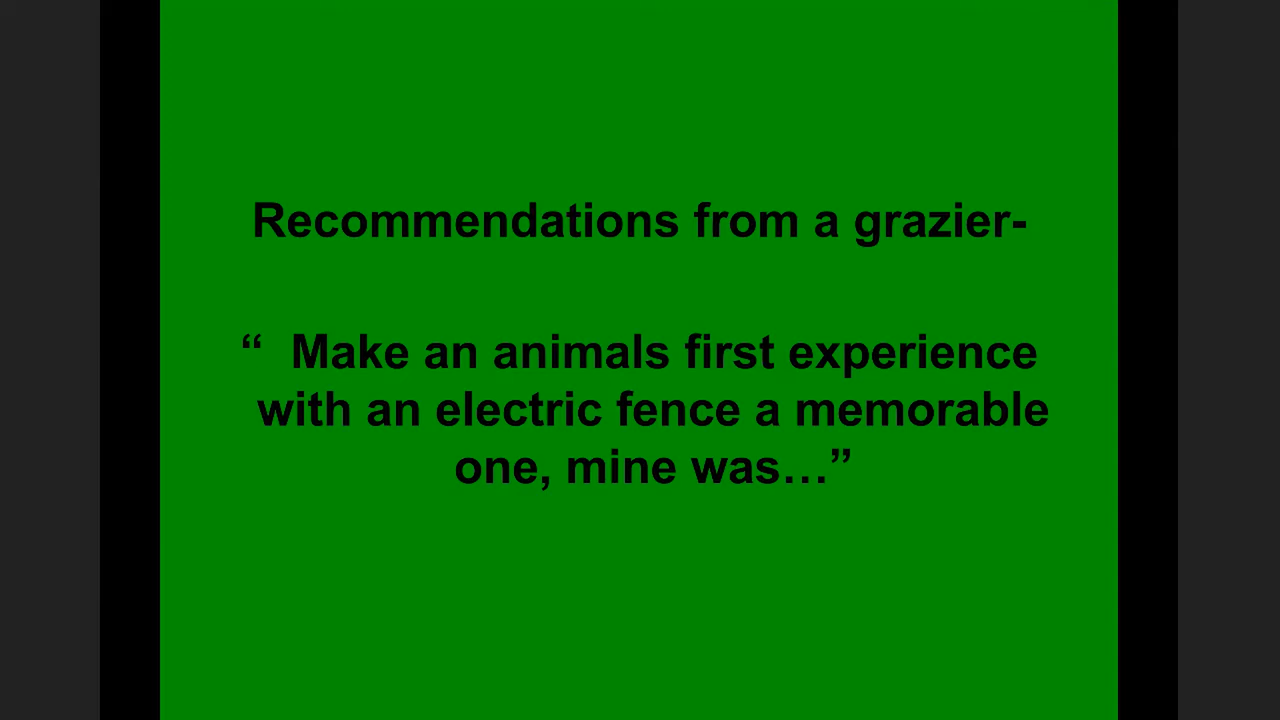 Recommendations from a grazier-
“ Make an animals first experience
with an electric fence a memorable
one, mine was…”